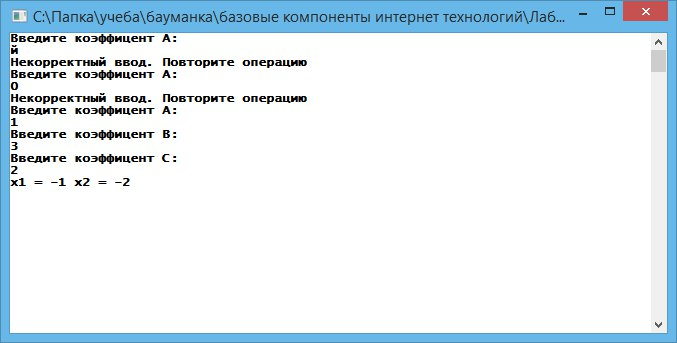 C:\Папка\учеба\бауманка\базовые компоненты интернет технологий\Лаб...
Введите коэффицент A:
й
Некорректный ввод. Повторите операцию
Введите коэффицент A:
0
Некорректный ввод. Повторите операцию
Введите коэффицент A:
1
Введите коэффицент B:
3
Введите коэффицент C:
2
x1 = -1 x2 = -2